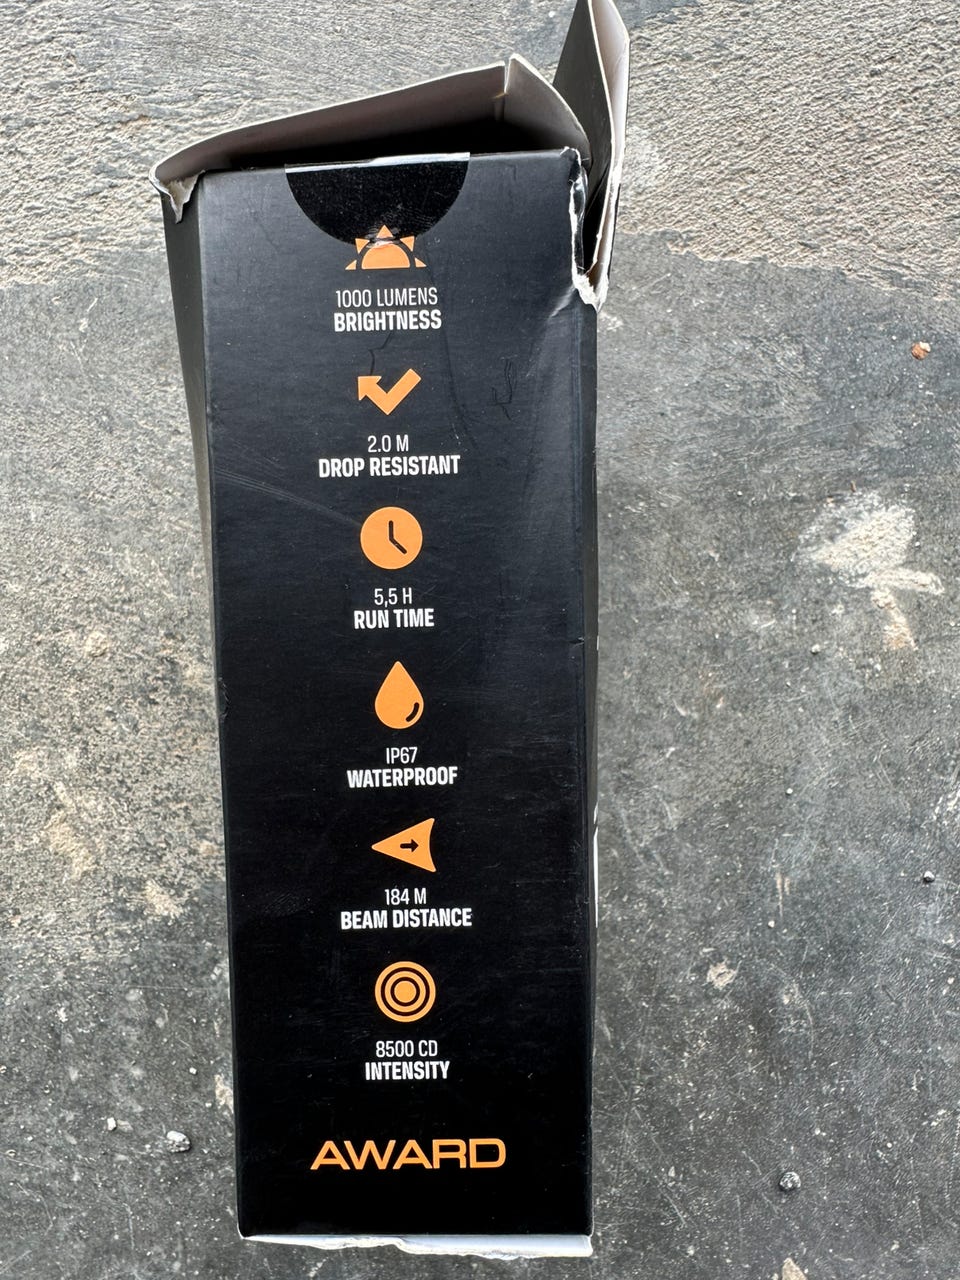 1000 LUMENS
BRIGHTNESS
2.0 M
DROP RESISTANT
5,5 H
RUN TIME
IP67
WATERPROOF
184 M
BEAM DISTANCE
8500 CD
INTENSITY
AWARD